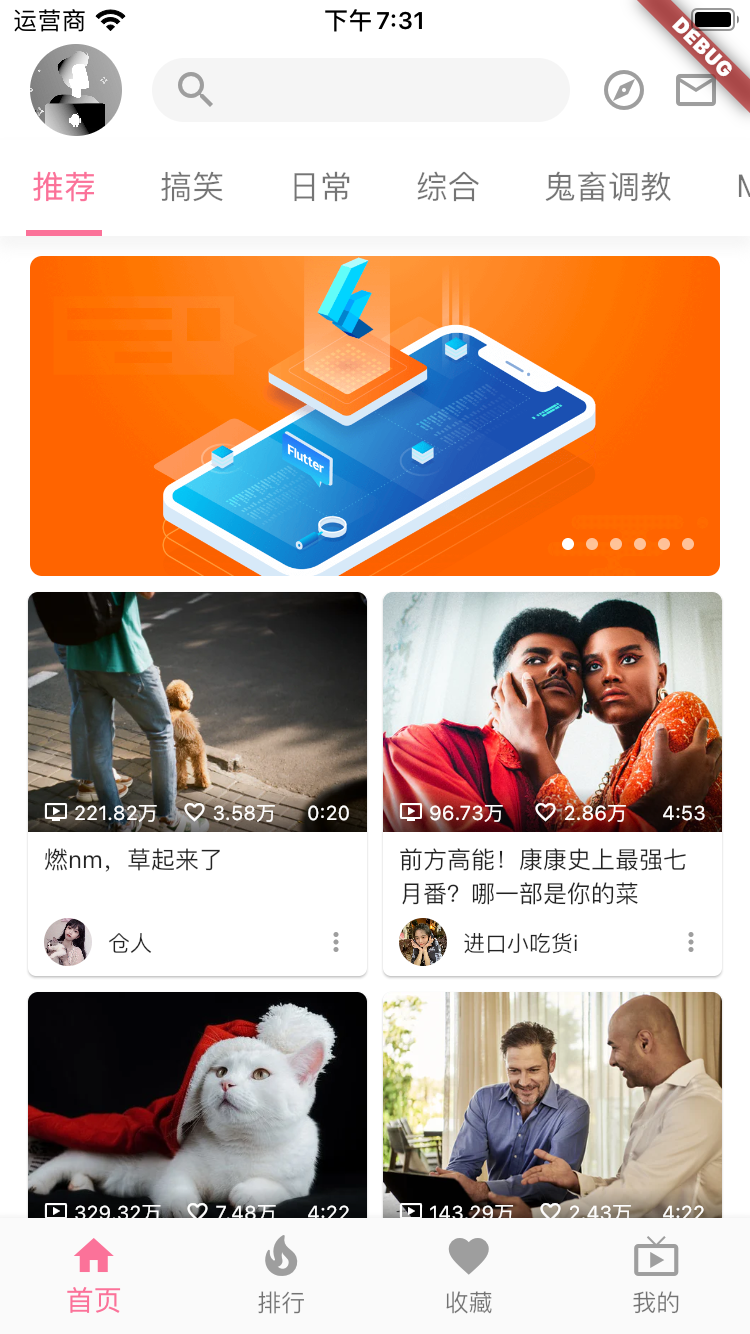 运营商 下午7:31
DEBUG
推荐 搞笑 日常 综合 鬼畜调教
Flutter
221.82万 3.58万 0:20
96.73万 2.86万 4:53
燃nm，草起来了
前方高能！康康史上最强七
月番？哪一部是你的菜
仓人
进口小吃货i
329.32万 7.48万 4:22
143.29万 2.43万 4:22
首页 排行 收藏 我的